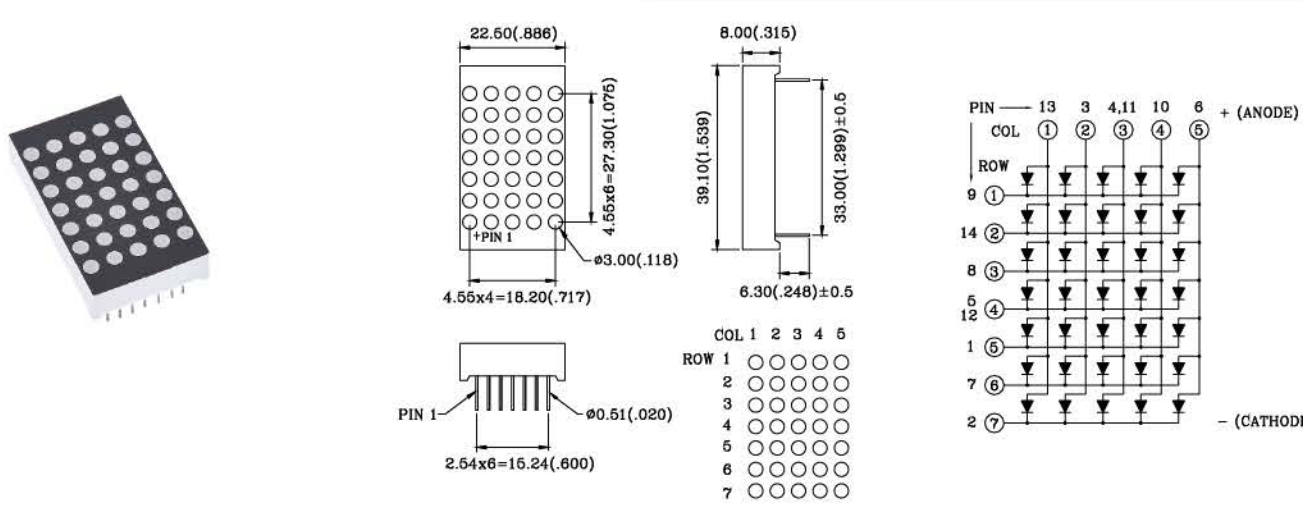 22.50(.886)
4.55x6=27.30(1.075)
+PIN 1
ø3.00(.118)
4.55x4=18.20(.717)
8.00(.315)
39.10(1.539)
33.00(1.299)±0.5
6.30(.248)±0.5
PIN 1
ø0.51(.020)
2.54x6=15.24(.600)
COL 1 2 3 4 5
ROW 1
2
3
4
5
6
7
PIN 13 3 4,11 10 6 + (ANODE)
COL 1 2 3 4 5
ROW
9 1
14 2
8 3
5
12 4
1 5
7 6
2 7 - (CATHODE